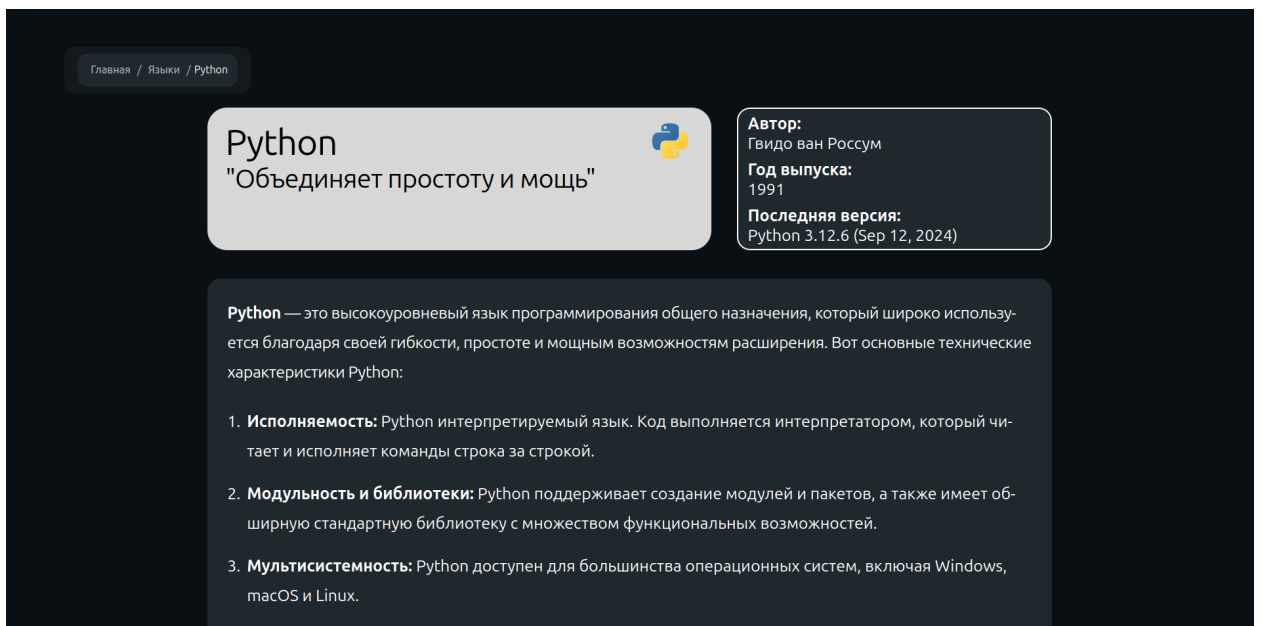 Главная / Языки / Python
Python
"Объединяет простоту и мощь"
Автор:
Гвидо ван Россум
Год выпуска:
1991
Последняя версия:
Python 3.12.6 (Sep 12, 2024)
Python — это высокоуровневый язык программирования общего назначения, который широко использу-
ется благодаря своей гибкости, простоте и мощным возможностям расширения. Вот основные технические
характеристики Python:
1. Исполняемость: Python интерпретируемый язык. Код выполняется интерпретатором, который чи-
тает и исполняет команды строка за строкой.
2. Модульность и библиотеки: Python поддерживает создание модулей и пакетов, а также имеет об-
ширную стандартную библиотеку с множеством функциональных возможностей.
3. Мультисистемность: Python доступен для большинства операционных систем, включая Windows,
macOS и Linux.